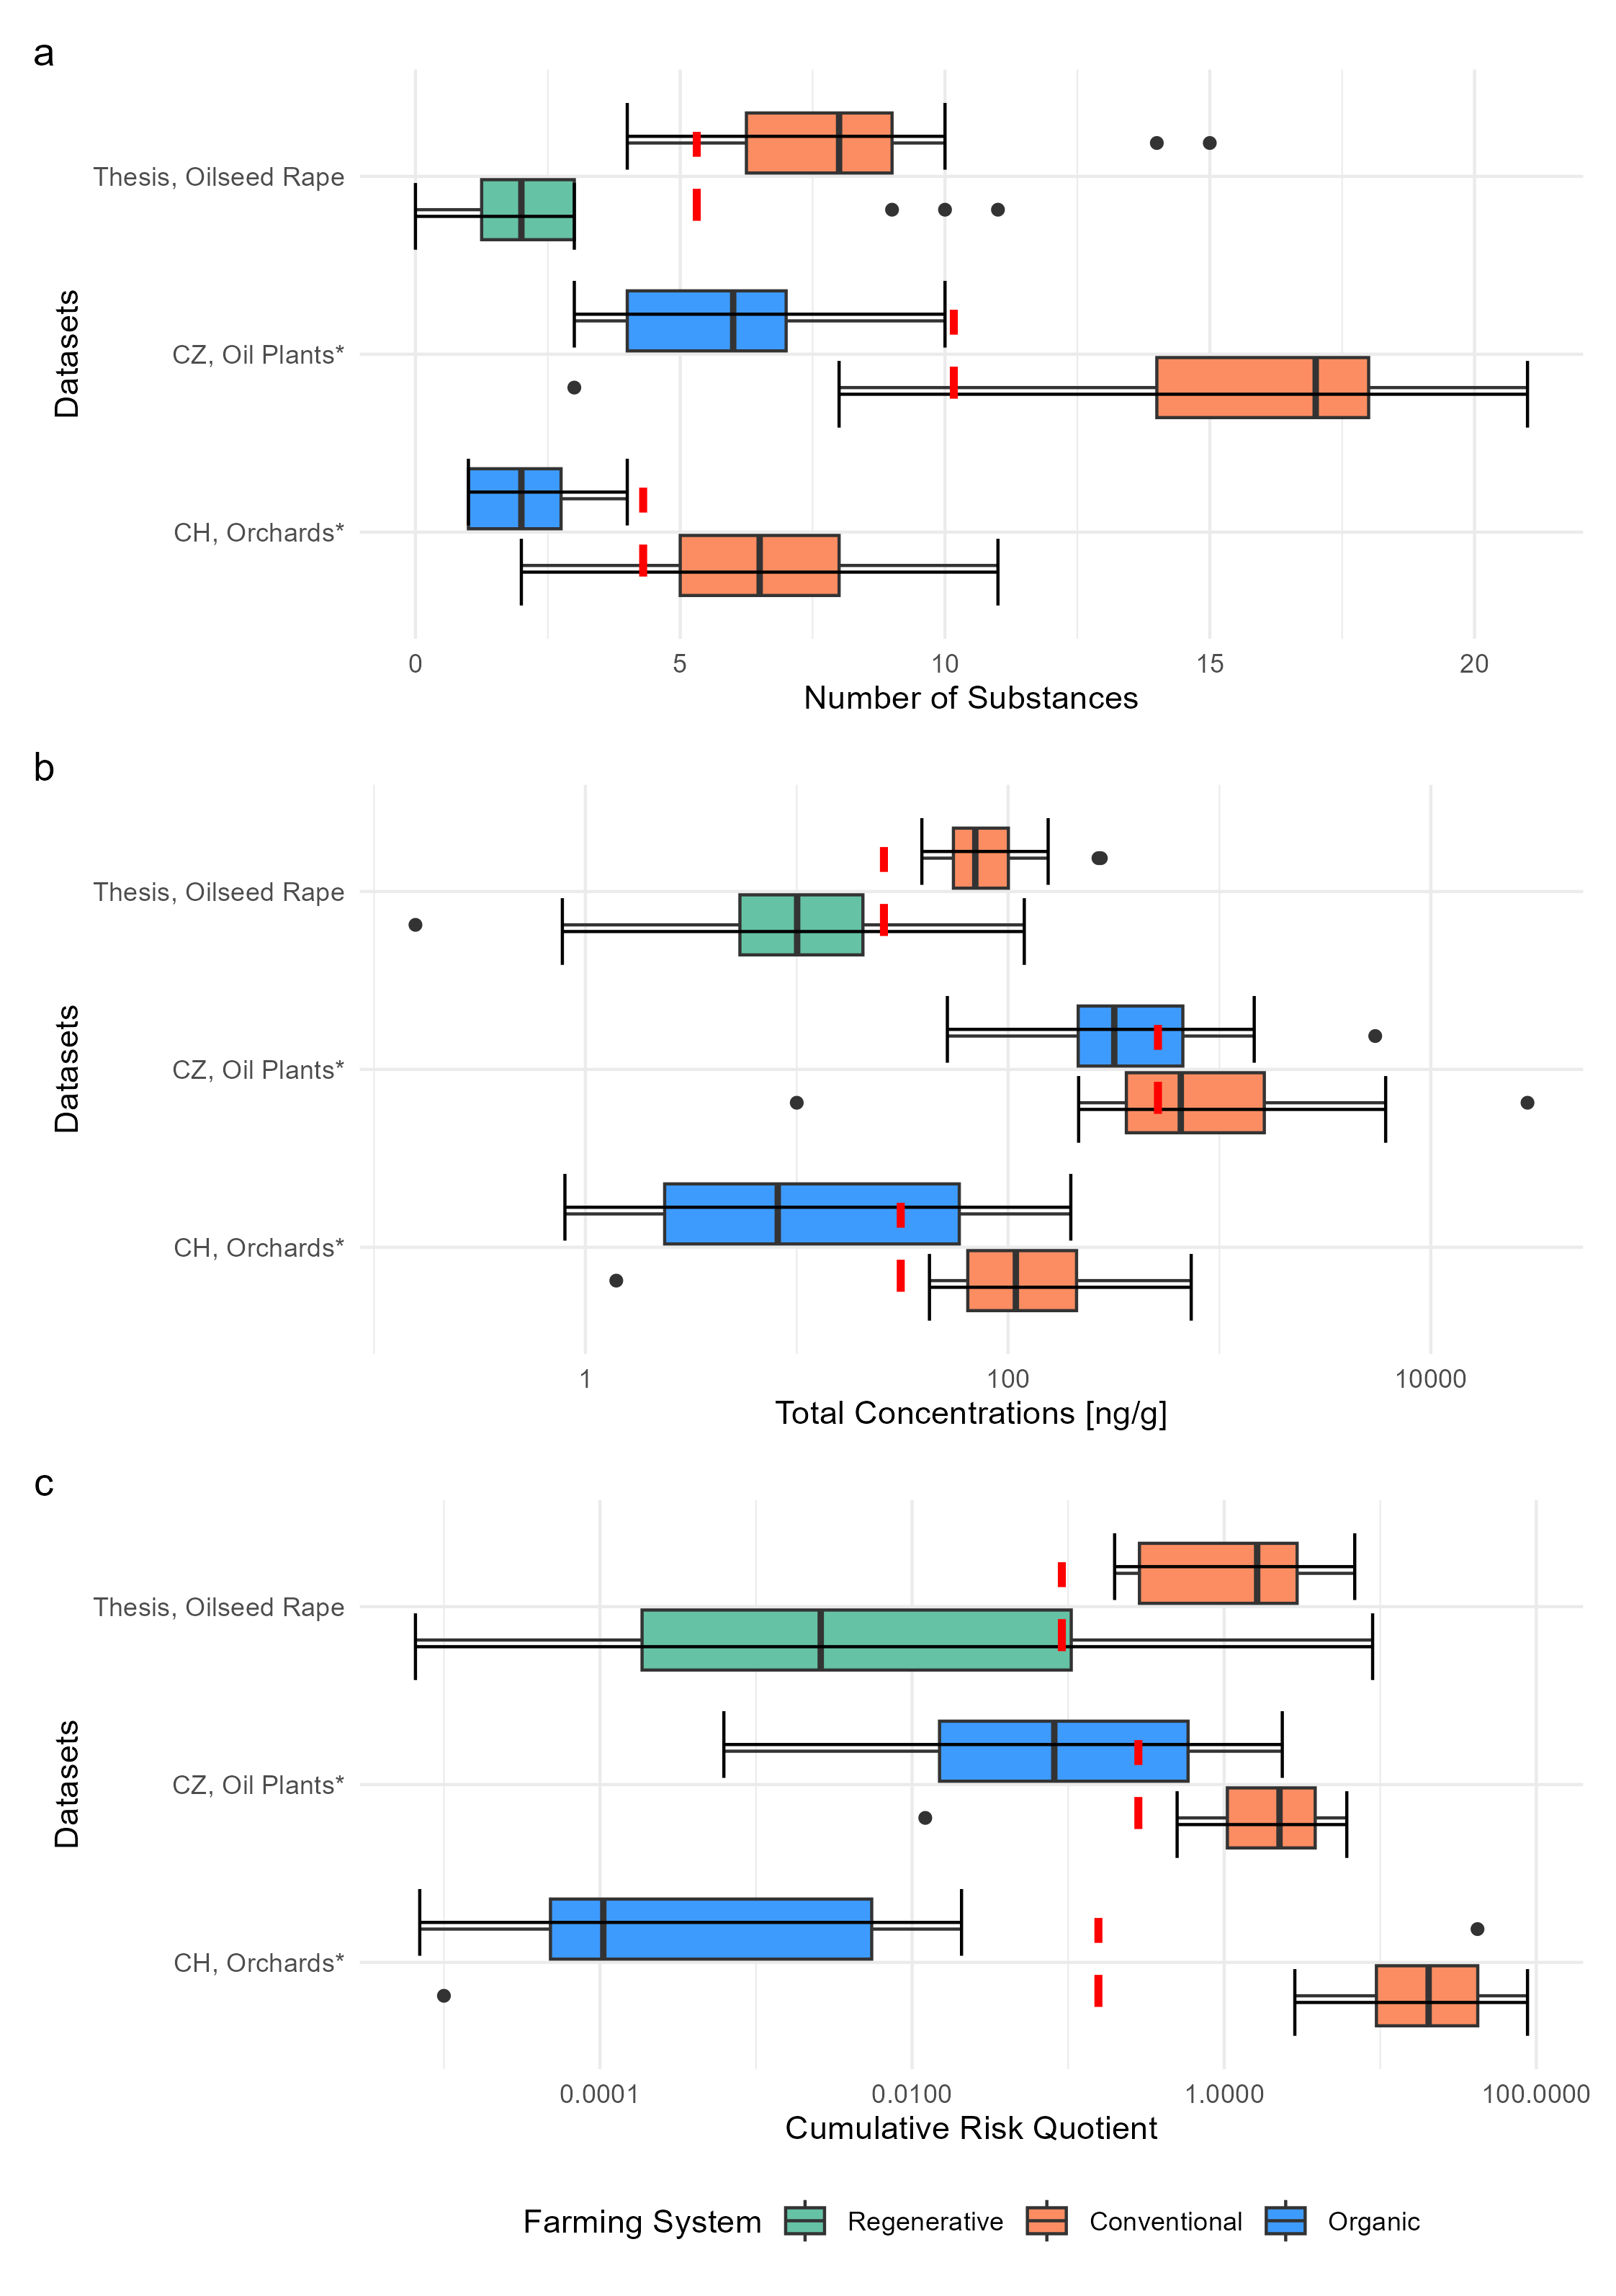 a
Thesis, Oilseed Rape
CZ, Oil Plants*
CH, Orchards*
Datasets
0 5 10 15 20
Number of Substances
b
Thesis, Oilseed Rape
CZ, Oil Plants*
CH, Orchards*
Datasets
1 100 10000
Total Concentrations [ng/g]
c
Thesis, Oilseed Rape
CZ, Oil Plants*
CH, Orchards*
Datasets
0.0001 0.0100 1.0000 100.0000
Cumulative Risk Quotient
Farming System Regenerative Conventional Organic